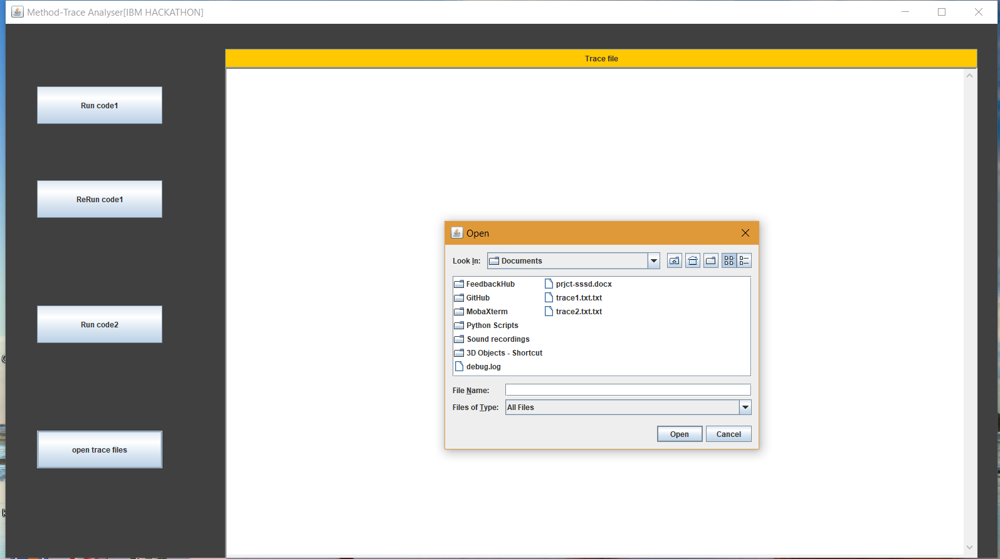 Method-Trace Analyser[IBM HACKATHON]
Trace file
Run code1
ReRun code1
Run code2
open trace files
Open
Look In:
Documents
FeedbackHub
GitHub
MobaXterm
Python Scripts
Sound recordings
3D Objects - Shortcut
debug.log
prjct-sssd.docx
trace1.txt.txt
trace2.txt.txt
File Name:
Files of Type:
All Files
Open
Cancel